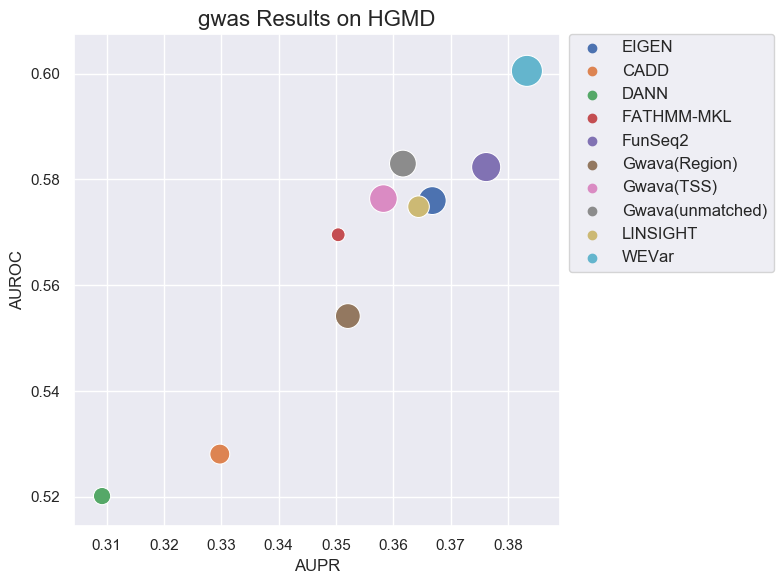 gwas Results on HGMD
EIGEN
CADD
DANN
FATHMM-MKL
FunSeq2
Gwava(Region)
Gwava(TSS)
Gwava(unmatched)
LINSIGHT
WEVar
AUROC
0.60
0.58
0.56
0.54
0.52
0.31 0.32 0.33 0.34 0.35 0.36 0.37 0.38
AUPR